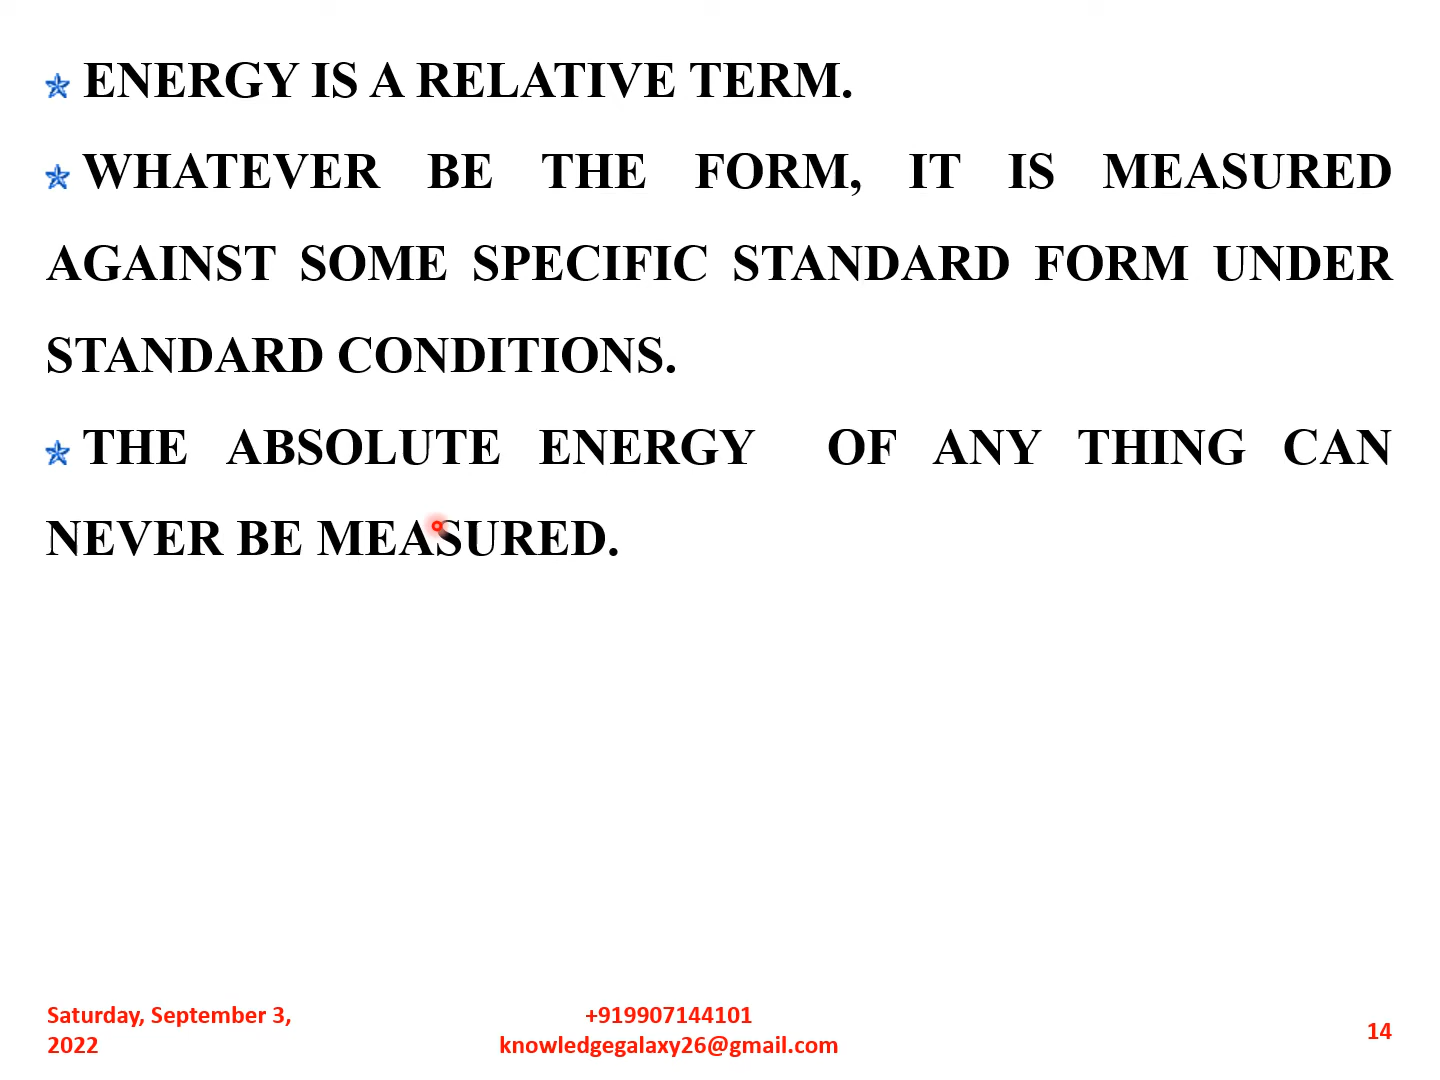 ENERGY IS A RELATIVE TERM.
WHATEVER BE THE FORM, IT IS MEASURED
AGAINST SOME SPECIFIC STANDARD FORM UNDER
STANDARD CONDITIONS.
THE ABSOLUTE ENERGY OF ANY THING CAN
NEVER BE MEASURED.
Saturday, September 3,
2022
+919907144101
knowledgegalaxy26@gmail.com
14